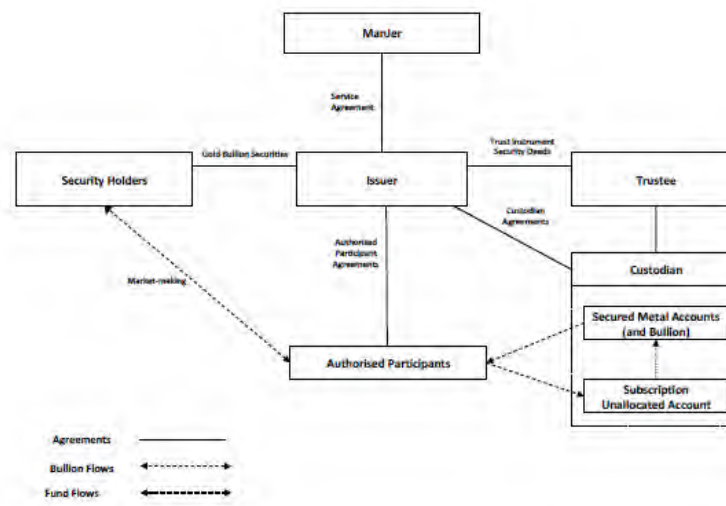 ManJer
Service
Agreement
Gold Bullion Securities
Trust Instrument
Security Deeds
Security Holders
Issuer
Trustee
Custodian
Agreements
Authorised
Participant
Agreements
Custodian
Market-making
Secured Metal Accounts
(and Bullion)
Authorised Participants
Subscription
Unallocated Account
Agreements
Bullion Flows
Fund Flows